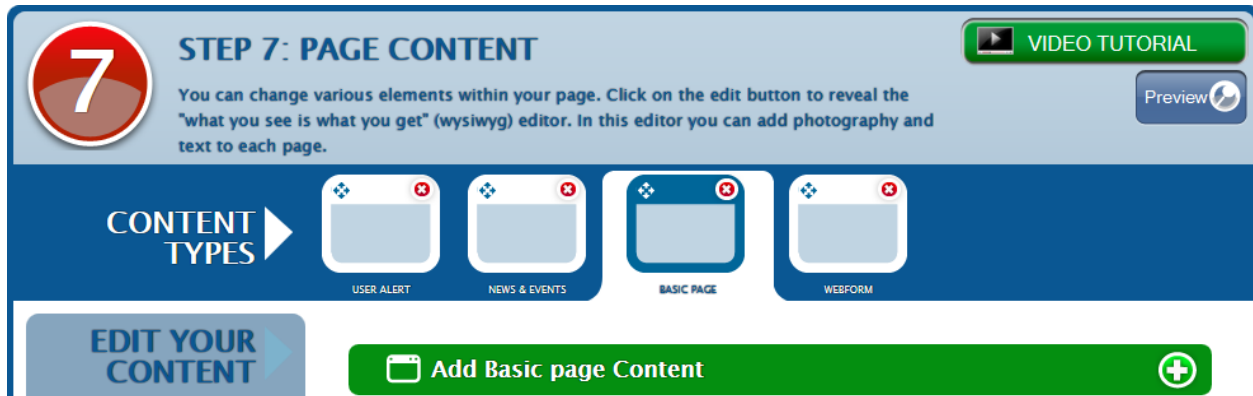 7
STEP 7: PAGE CONTENT
VIDEO TUTORIAL
You can change various elements within your page. Click on the edit button to reveal the
"what you see is what you get" (wysiwyg) editor. In this editor you can add photography and
text to each page.
Preview
CONTENT
TYPES
USER ALERT
NEWS & EVENTS
BASIC PAGE
WEBFORM
EDIT YOUR
CONTENT
Add Basic page Content